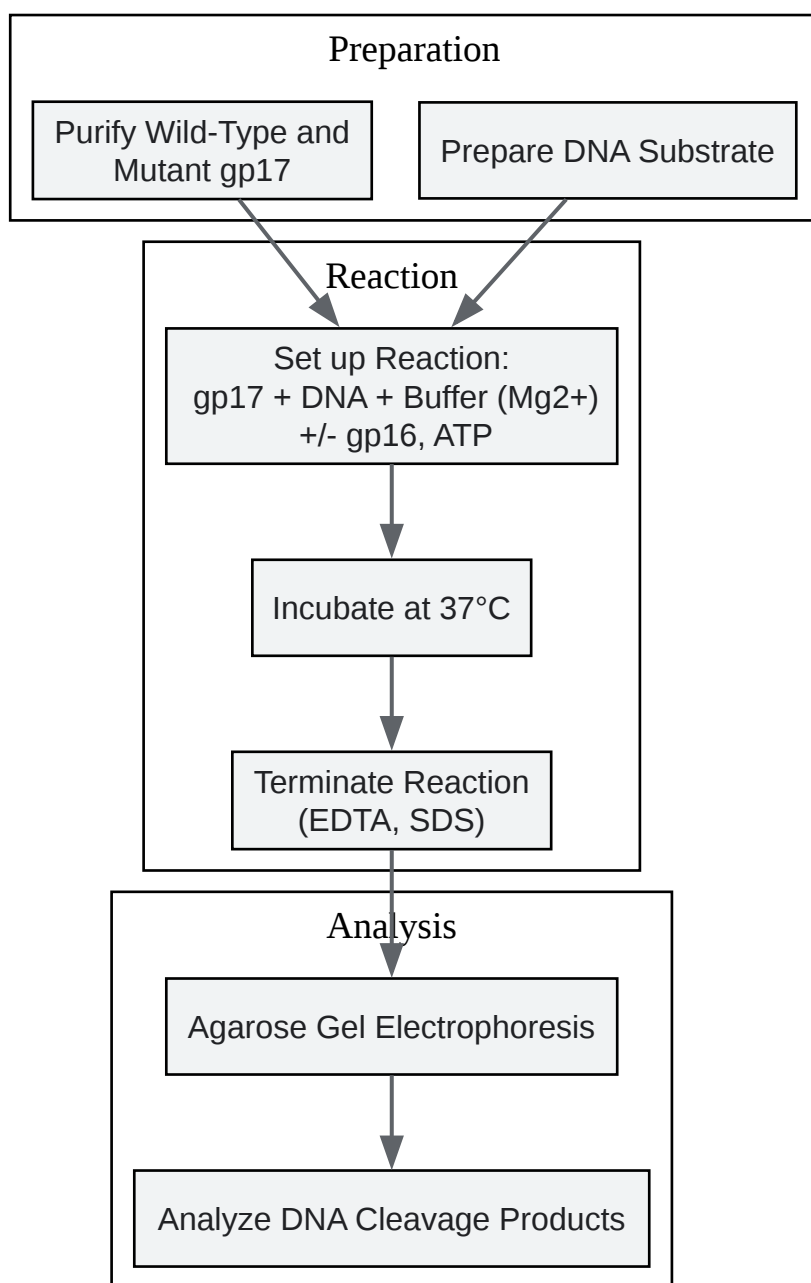 Preparation
Purify Wild-Type and
Mutant gp17
Prepare DNA Substrate
Reaction
Set up Reaction:
gp17 + DNA + Buffer (Mg2+)
+/- gp16, ATP
Incubate at 37°C
Terminate Reaction
(EDTA, SDS)
Analysis
Agarose Gel Electrophoresis
Analyze DNA Cleavage Products